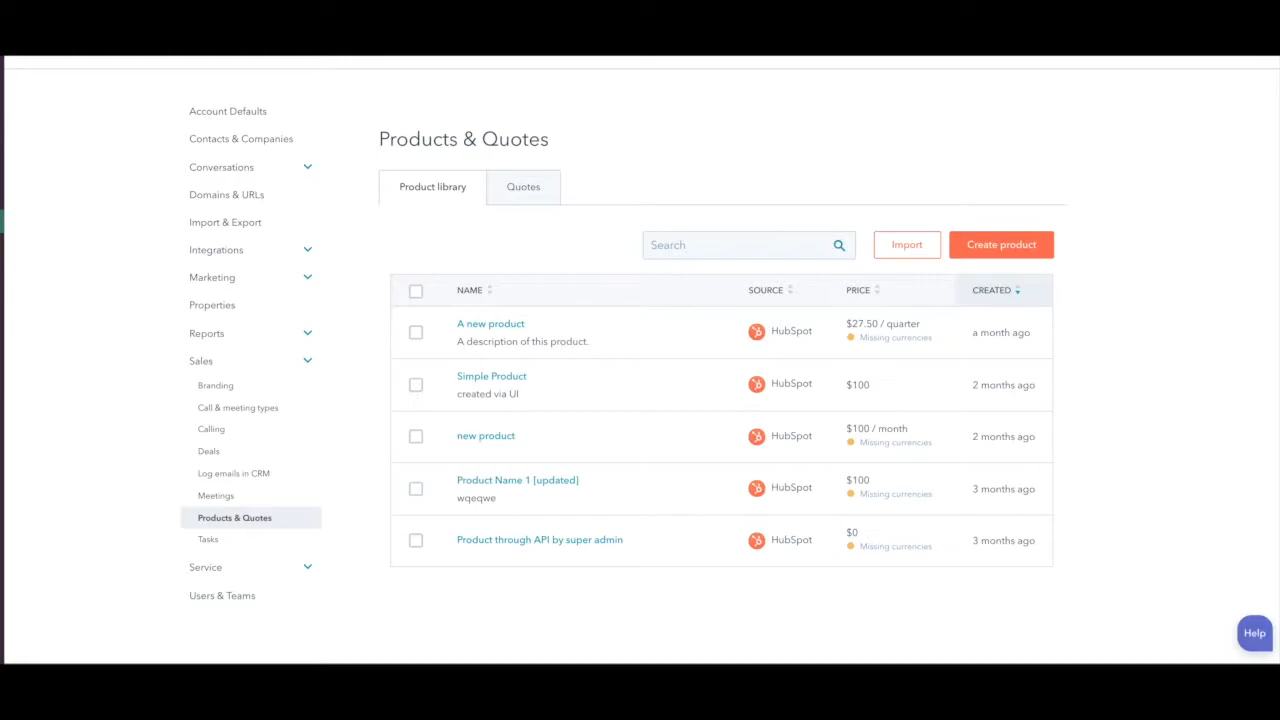 Account Defaults
Contacts & Companies
Conversations
Domains & URLs
Import & Export
Integrations
Marketing
Properties
Reports
Sales
Branding
Call & meeting types
Calling
Deals
Log emails in CRM
Meetings
Products & Quotes
Tasks
Service
Users & Teams
Products & Quotes
Product library Quotes
Search Import Create product
NAME SOURCE PRICE CREATED
A new product HubSpot $27.50 / quarter a month ago
A description of this product. Missing currencies
Simple Product HubSpot $100 2 months ago
created via UI
new product HubSpot $100 / month 2 months ago
Missing currencies
Product Name 1 [updated] HubSpot $100 3 months ago
wqeqwe Missing currencies
Product through API by super admin HubSpot $0 3 months ago
Missing currencies
Help